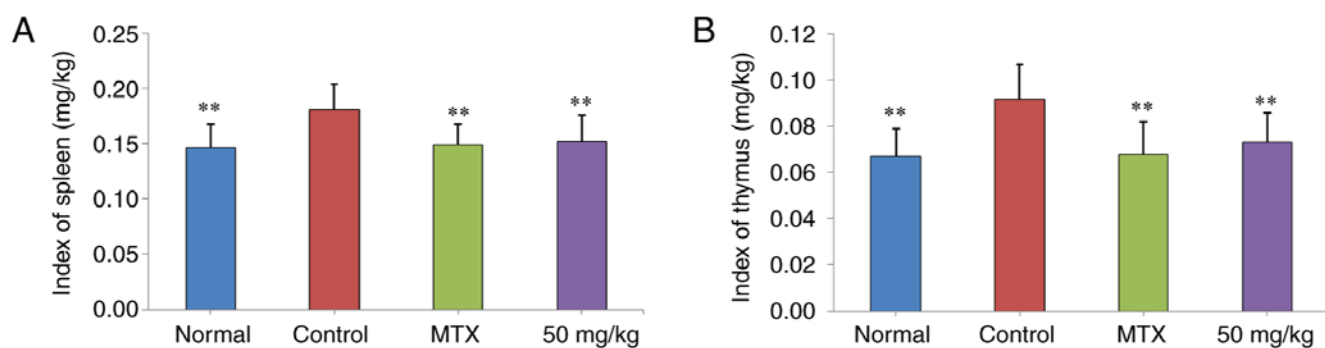 A
Index of spleen (mg/kg)
0.25
0.20
0.15
0.10
0.05
0.00
**
**
**
Normal
Control
MTX
50 mg/kg
B
Index of thymus (mg/kg)
0.12
0.10
0.08
0.06
0.04
0.02
0.00
**
**
**
Normal
Control
MTX
50 mg/kg